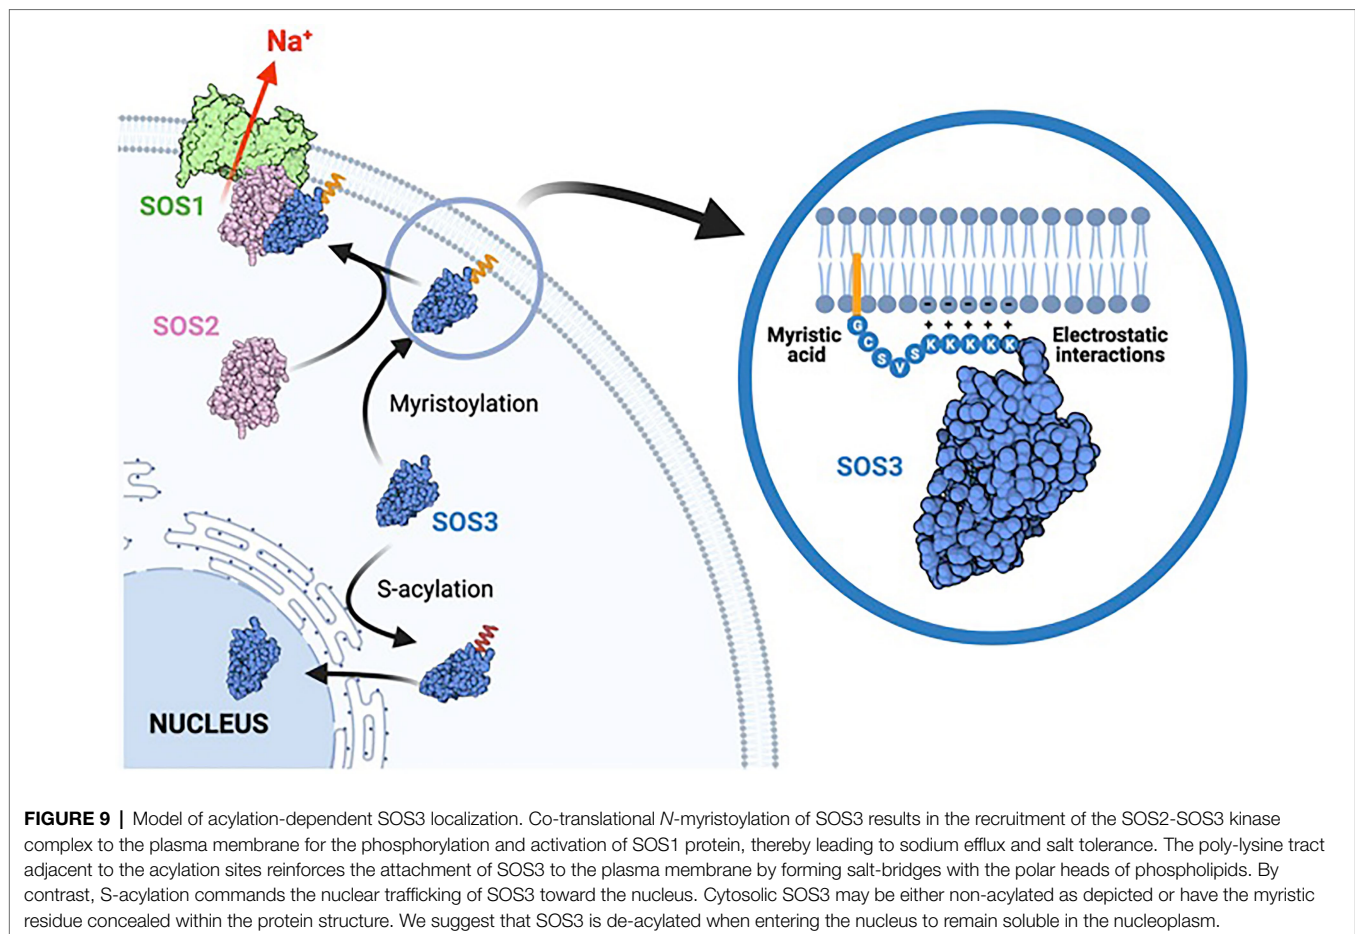 Na⁺
SOS1
SOS2
Myristoylation
SOS3
S-acylation
NUCLEUS
- - - - -
+ + + + +
Myristic
acid
G C S V S K K K K K
Electrostatic
interactions
SOS3
FIGURE 9 | Model of acylation-dependent SOS3 localization. Co-translational N-myristoylation of SOS3 results in the recruitment of the SOS2-SOS3 kinase
complex to the plasma membrane for the phosphorylation and activation of SOS1 protein, thereby leading to sodium efflux and salt tolerance. The poly-lysine tract
adjacent to the acylation sites reinforces the attachment of SOS3 to the plasma membrane by forming salt-bridges with the polar heads of phospholipids. By
contrast, S-acylation commands the nuclear trafficking of SOS3 toward the nucleus. Cytosolic SOS3 may be either non-acylated as depicted or have the myristic
residue concealed within the protein structure. We suggest that SOS3 is de-acylated when entering the nucleus to remain soluble in the nucleoplasm.